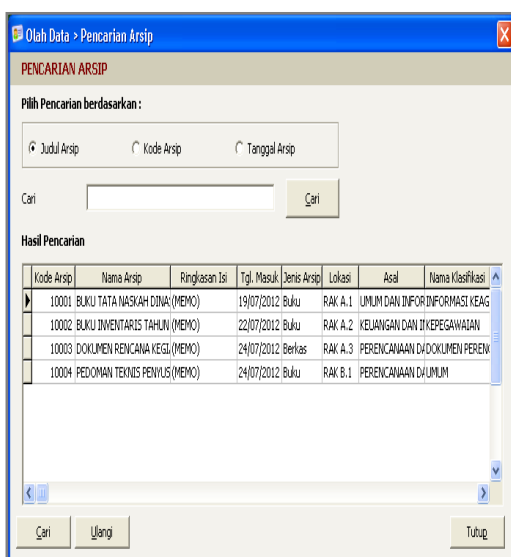 Olah Data > Pencarian Arsip
PENCARIAN ARSIP
Pilih Pencarian berdasarkan :
Judul Arsip Kode Arsip Tanggal Arsip
Cari Cari
Hasil Pencarian
Kode Arsip Nama Arsip Ringkasan Isi Tgl. Masuk Jenis Arsip Lokasi Asal Nama Klasifikasi
10001 BUKU TATA NASKAH DINA (MEMO) 19/07/2012 Buku RAK A.1 UMUM DAN INFOR INFORMASI KEAG
10002 BUKU INVENTARIS TAHUN (MEMO) 22/07/2012 Buku RAK A.2 KEUANGAN DAN I KEPEGAWAIAN
10003 DOKUMEN RENCANA KEGI (MEMO) 24/07/2012 Berkas RAK A.3 PERENCANAAN D DOKUMEN PEREN
10004 PEDOMAN TEKNIS PENYUS (MEMO) 24/07/2012 Buku RAK B.1 PERENCANAAN D UMUM
Cari Ulangi Tutup